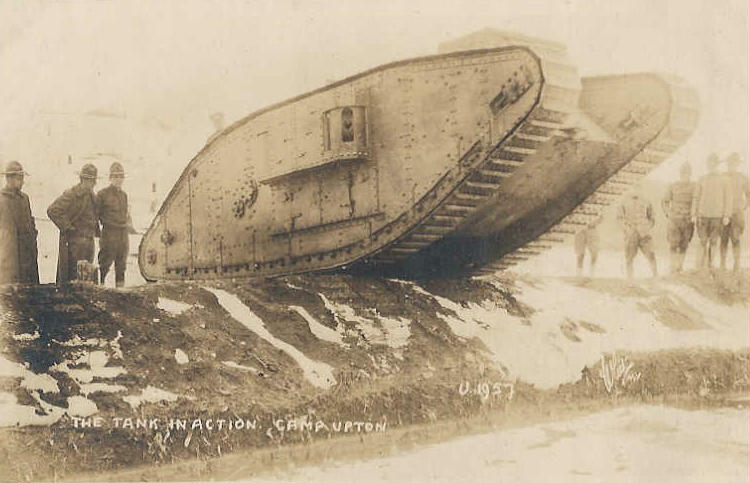 U.1957
THE TANK IN ACTION. CAMP UPTON